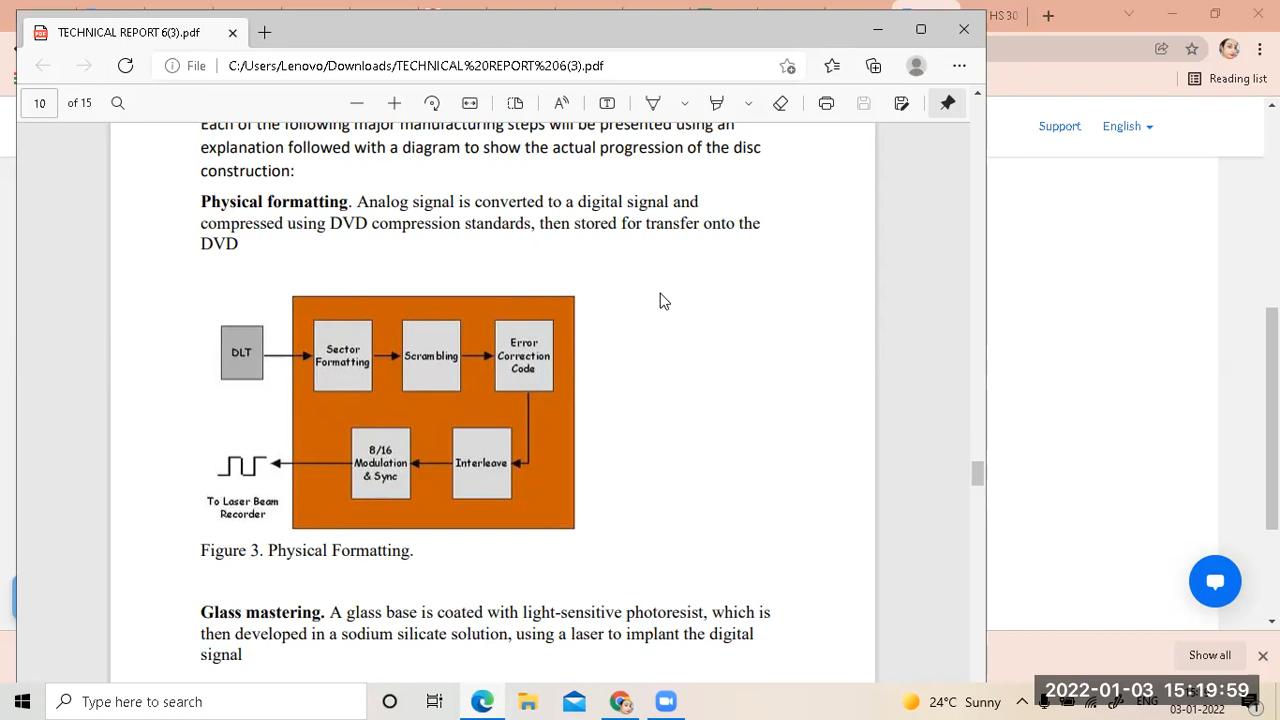 TECHNICAL REPORT 6(3).pdf
HS 30
File
C:/Users/Lenovo/Downloads/TECHNICAL%20REPORT%206(3).pdf
Reading list
10 of 15
Support
English
Each of the following major manufacturing steps will be presented using an
explanation followed with a diagram to show the actual progression of the disc
construction:
Physical formatting. Analog signal is converted to a digital signal and
compressed using DVD compression standards, then stored for transfer onto the
DVD
DLT
Sector
Formatting
Scrambling
Error
Correction
Code
8/16
Modulation
& Sync
Interleave
To Laser Beam
Recorder
Figure 3. Physical Formatting.
Glass mastering. A glass base is coated with light-sensitive photoresist, which is
then developed in a sodium silicate solution, using a laser to implant the digital
signal
Show all
Type here to search
24°C Sunny
ENG
2022-01-03 15:19:59
03-01-2022